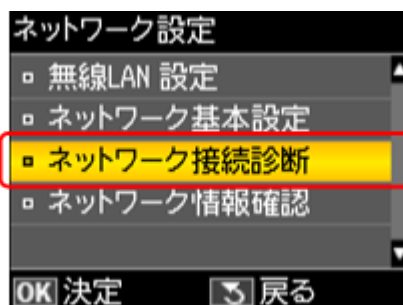 ネットワーク設定
無線LAN 設定
ネットワーク基本設定
ネットワーク接続診断
ネットワーク情報確認
OK 決定 戻る